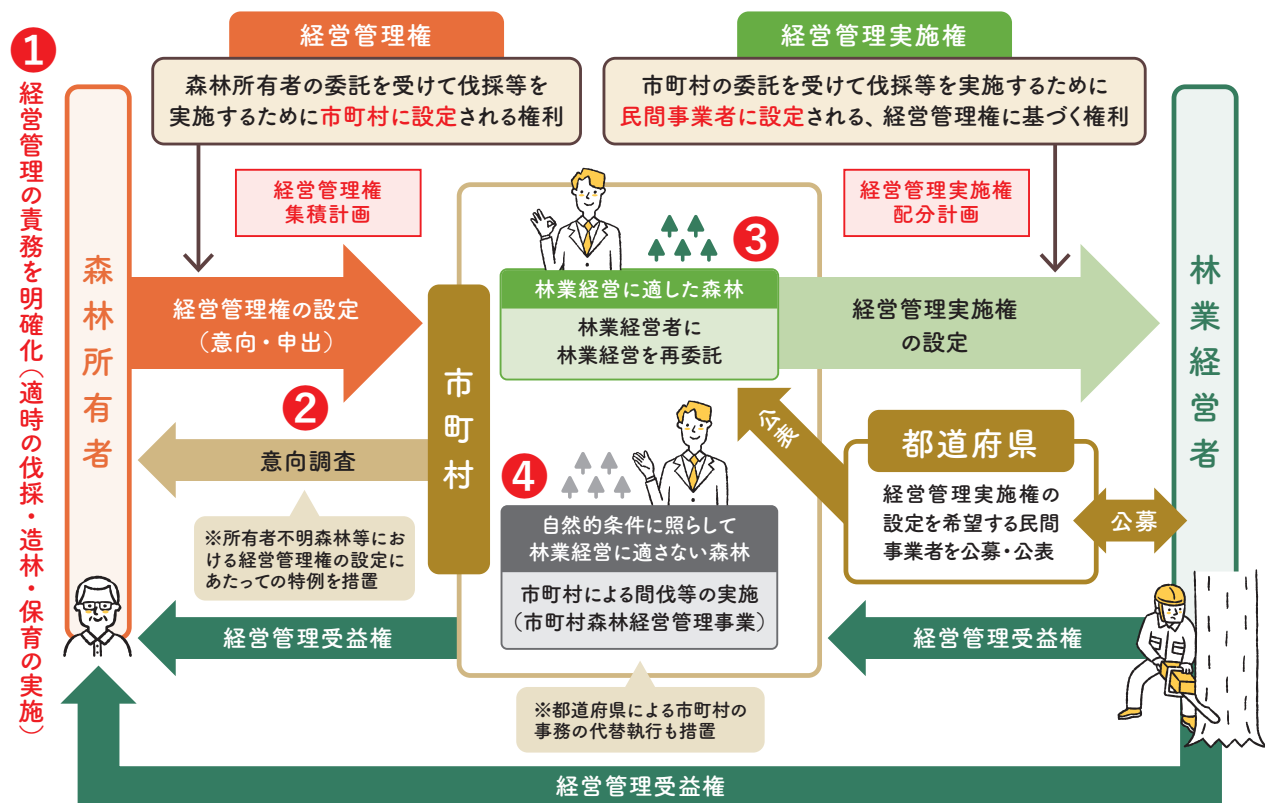 ❶
経営管理の責務を明確化（適時の伐採・造林・保育の実施）
森林所有者
経営管理権
森林所有者の委託を受けて伐採等を
実施するために市町村に設定される権利
経営管理実施権
市町村の委託を受けて伐採等を実施するために
民間事業者に設定される、経営管理権に基づく権利
経営管理権
集積計画
経営管理実施権
配分計画
経営管理権の設定
（意向・申出）
❷
意向調査
※所有者不明森林等にお
ける経営管理権の設定に
あたっての特例を措置
経営管理受益権
市町村
❸
林業経営に適した森林
林業経営者に
林業経営を再委託
❹
自然的条件に照らして
林業経営に適さない森林
市町村による間伐等の実施
（市町村森林経営管理事業）
※都道府県による市町村の
事務の代替執行も措置
経営管理実施権
の設定
公表
都道府県
経営管理実施権の
設定を希望する民間
事業者を公募・公表
公募
経営管理受益権
林業経営者
経営管理受益権